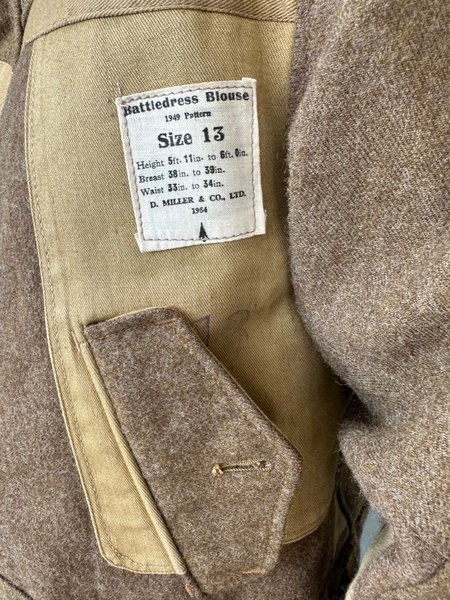 Battledress Blouse
1949 Pattern
Size 13
Height 5ft. 11in. to 6ft. 0in.
Breast 38in. to 39in.
Waist 33in. to 34in.
D. MILLER & CO., LTD.
1954